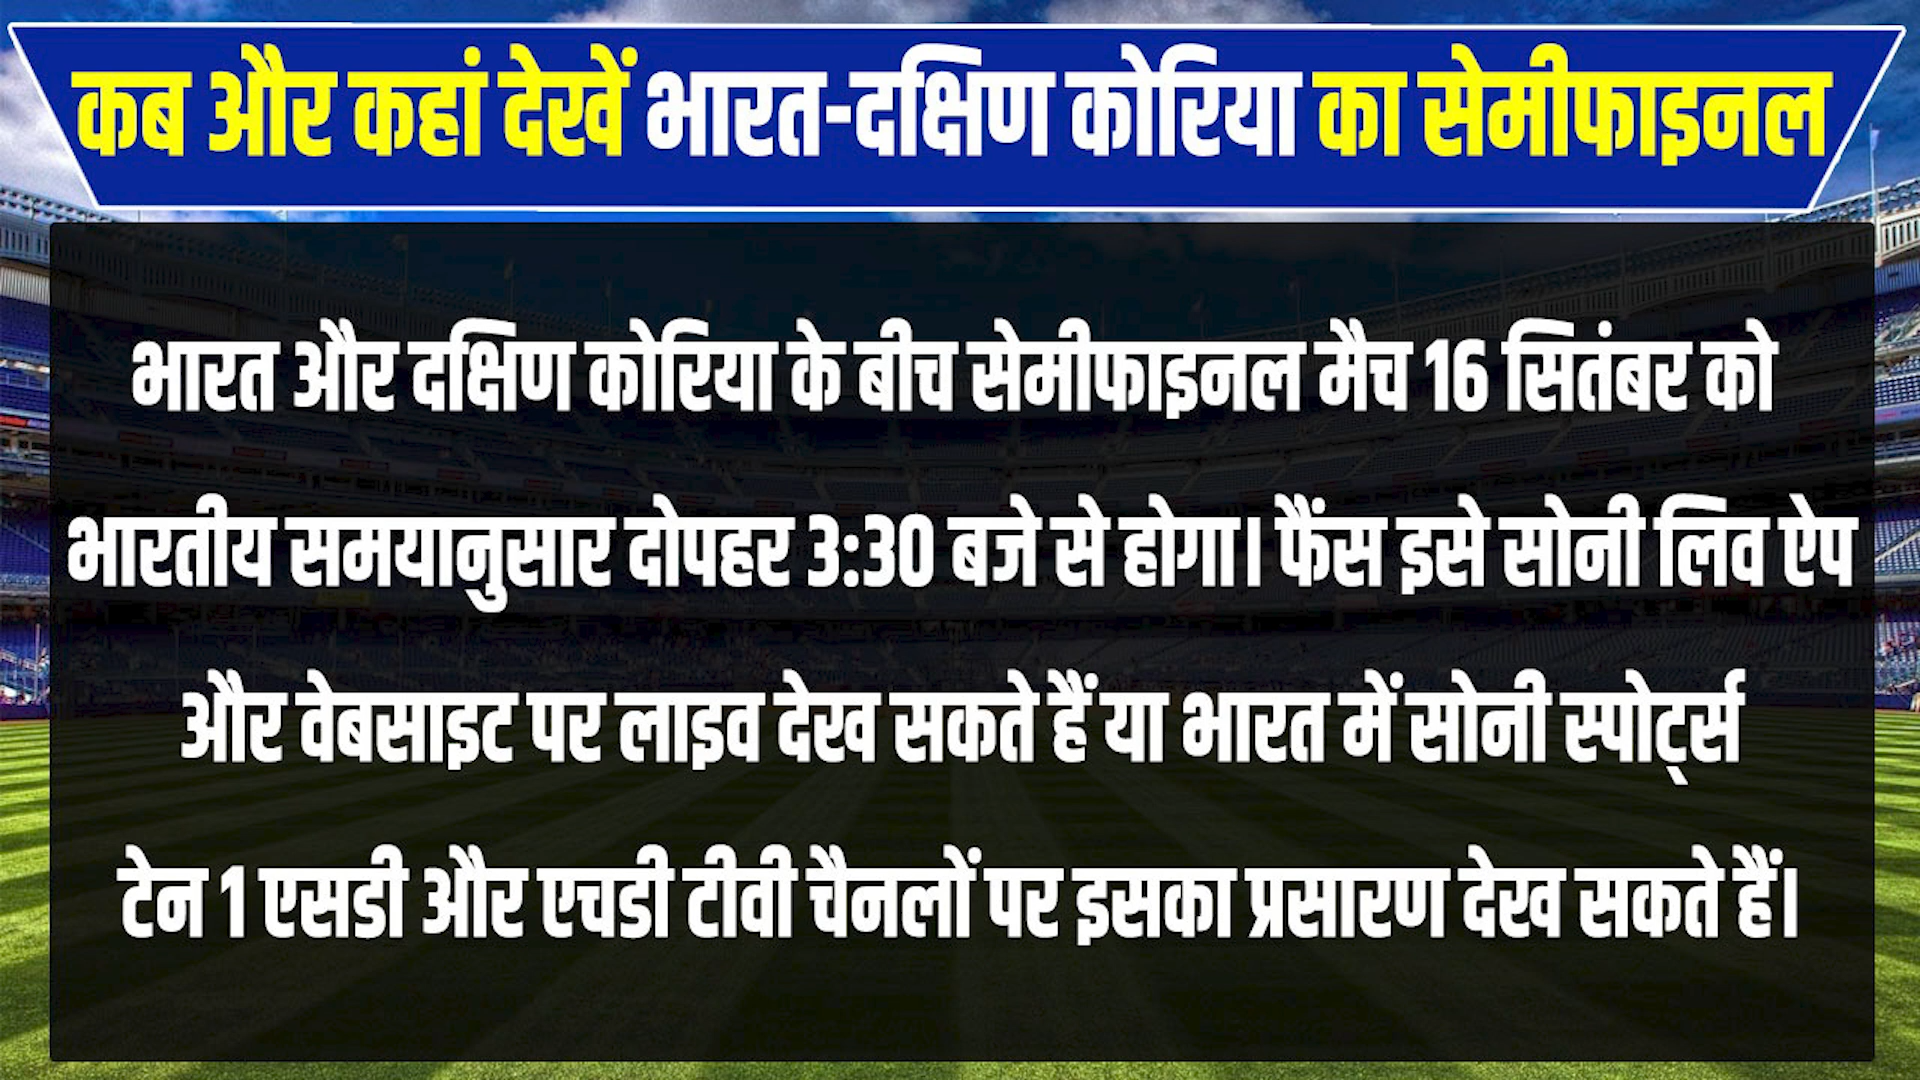 कब और कहां देखें भारत-दक्षिण कोरिया का सेमीफाइनल
भारत और दक्षिण कोरिया के बीच सेमीफाइनल मैच 16 सितंबर को
भारतीय समयानुसार दोपहर 3:30 बजे से होगा। फैंस इसे सोनी लिव ऐप
और वेबसाइट पर लाइव देख सकते हैं या भारत में सोनी स्पोर्ट्स
टेन 1 एसडी और एचडी टीवी चैनलों पर इसका प्रसारण देख सकते हैं।